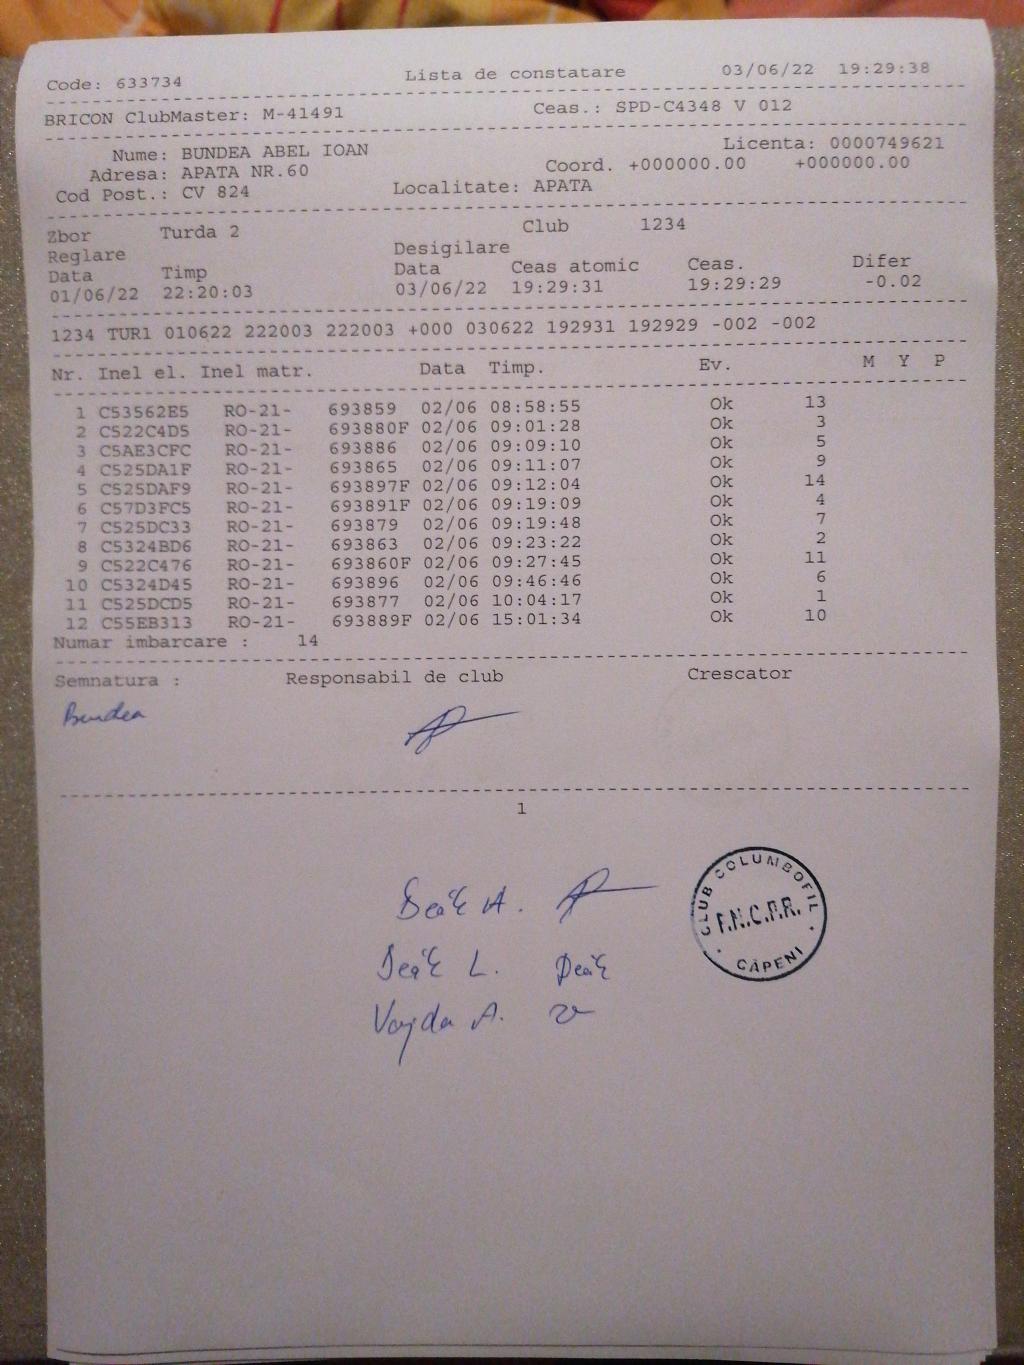 Code: 633734 Lista de constatare 03/06/22 19:29:38
BRICON ClubMaster: M-41491 Ceas.: SPD-C4348 V 012
Nume: BUNDEA ABEL IOAN Licenta: 0000749621
Adresa: APATA NR.60 Coord. +000000.00 +000000.00
Cod Post.: CV 824 Localitate: APATA
Zbor Turda 2 Club 1234
Reglare Desigilare
Data Timp Data Ceas atomic Ceas. Difer
01/06/22 22:20:03 03/06/22 19:29:31 19:29:29 -0.02
1234 TUR1 010622 222003 222003 +000 030622 192931 192929 -002 -002
Nr. Inel el. Inel matr. Data Timp. Ev. M Y P
1 C53562E5 RO-21- 693859 02/06 08:58:55 Ok 13
2 C522C4D5 RO-21- 693880F 02/06 09:01:28 Ok 3
3 C5AE3CFC RO-21- 693886 02/06 09:09:10 Ok 5
4 C525DA1F RO-21- 693865 02/06 09:11:07 Ok 9
5 C525DAF9 RO-21- 693897F 02/06 09:12:04 Ok 14
6 C57D3FC5 RO-21- 693891F 02/06 09:19:09 Ok 4
7 C525DC33 RO-21- 693879 02/06 09:19:48 Ok 7
8 C5324BD6 RO-21- 693863 02/06 09:23:22 Ok 2
9 C522C476 RO-21- 693860F 02/06 09:27:45 Ok 11
10 C5324D45 RO-21- 693896 02/06 09:46:46 Ok 6
11 C525DCD5 RO-21- 693877 02/06 10:04:17 Ok 1
12 C55EB313 RO-21- 693889F 02/06 15:01:34 Ok 10
Numar imbarcare : 14
Semnatura : Responsabil de club Crescator
Bundea
1
Deák A.
Deák L. Deák
Vajda A.
CLUB COLUMBOFIL
F.N.C.P.R.
CĂPENI